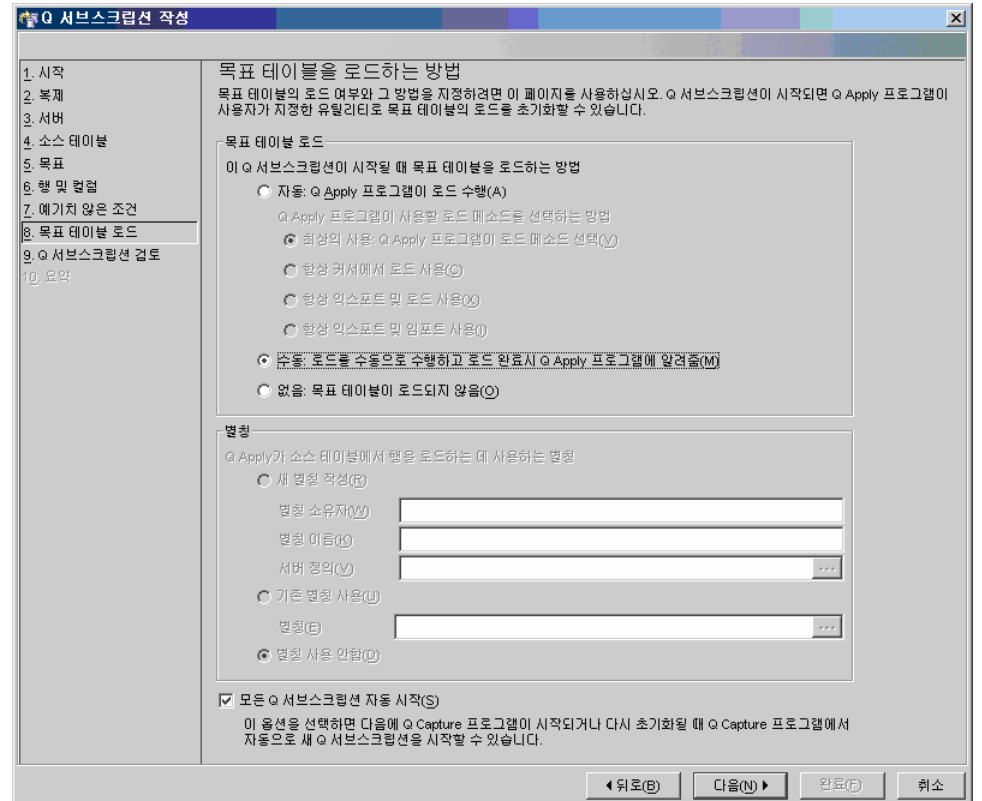 Q 서브스크립션 작성
1. 시작
2. 복제
3. 서버
4. 소스 테이블
5. 목표
6. 행 및 컬럼
7. 예기치 않은 조건
8. 목표 테이블 로드
9. Q 서브스크립션 검토
10. 요약
목표 테이블을 로드하는 방법
목표 테이블의 로드 여부와 그 방법을 지정하려면 이 페이지를 사용하십시오. Q 서브스크립션이 시작되면 Q Apply 프로그램이
사용자가 지정한 유틸리티로 목표 테이블의 로드를 초기화할 수 있습니다.
목표 테이블 로드
이 Q 서브스크립션이 시작될 때 목표 테이블을 로드하는 방법
자동: Q Apply 프로그램이 로드 수행(A)
Q Apply 프로그램이 사용할 로드 메소드를 선택하는 방법
최상의 사용: Q Apply 프로그램이 로드 메소드 선택(Y)
항상 커서에서 로드 사용(C)
항상 익스포트 및 로드 사용(X)
항상 익스포트 및 임포트 사용(I)
수동: 로드를 수동으로 수행하고 로드 완료시 Q Apply 프로그램에 알려줌(M)
없음: 목표 테이블이 로드되지 않음(O)
별칭
Q Apply가 소스 테이블에서 행을 로드하는 데 사용하는 별칭
새 별칭 작성(R)
별칭 소유자(W)
별칭 이름(K)
서버 정의(V)
기존 별칭 사용(U)
별칭(E)
별칭 사용 안함(D)
모든 Q 서브스크립션 자동 시작(S)
이 옵션을 선택하면 다음에 Q Capture 프로그램이 시작되거나 다시 초기화될 때 Q Capture 프로그램에서
자동으로 새 Q 서브스크립션을 시작할 수 있습니다.
뒤로(B) 다음(N) 완료(F) 취소